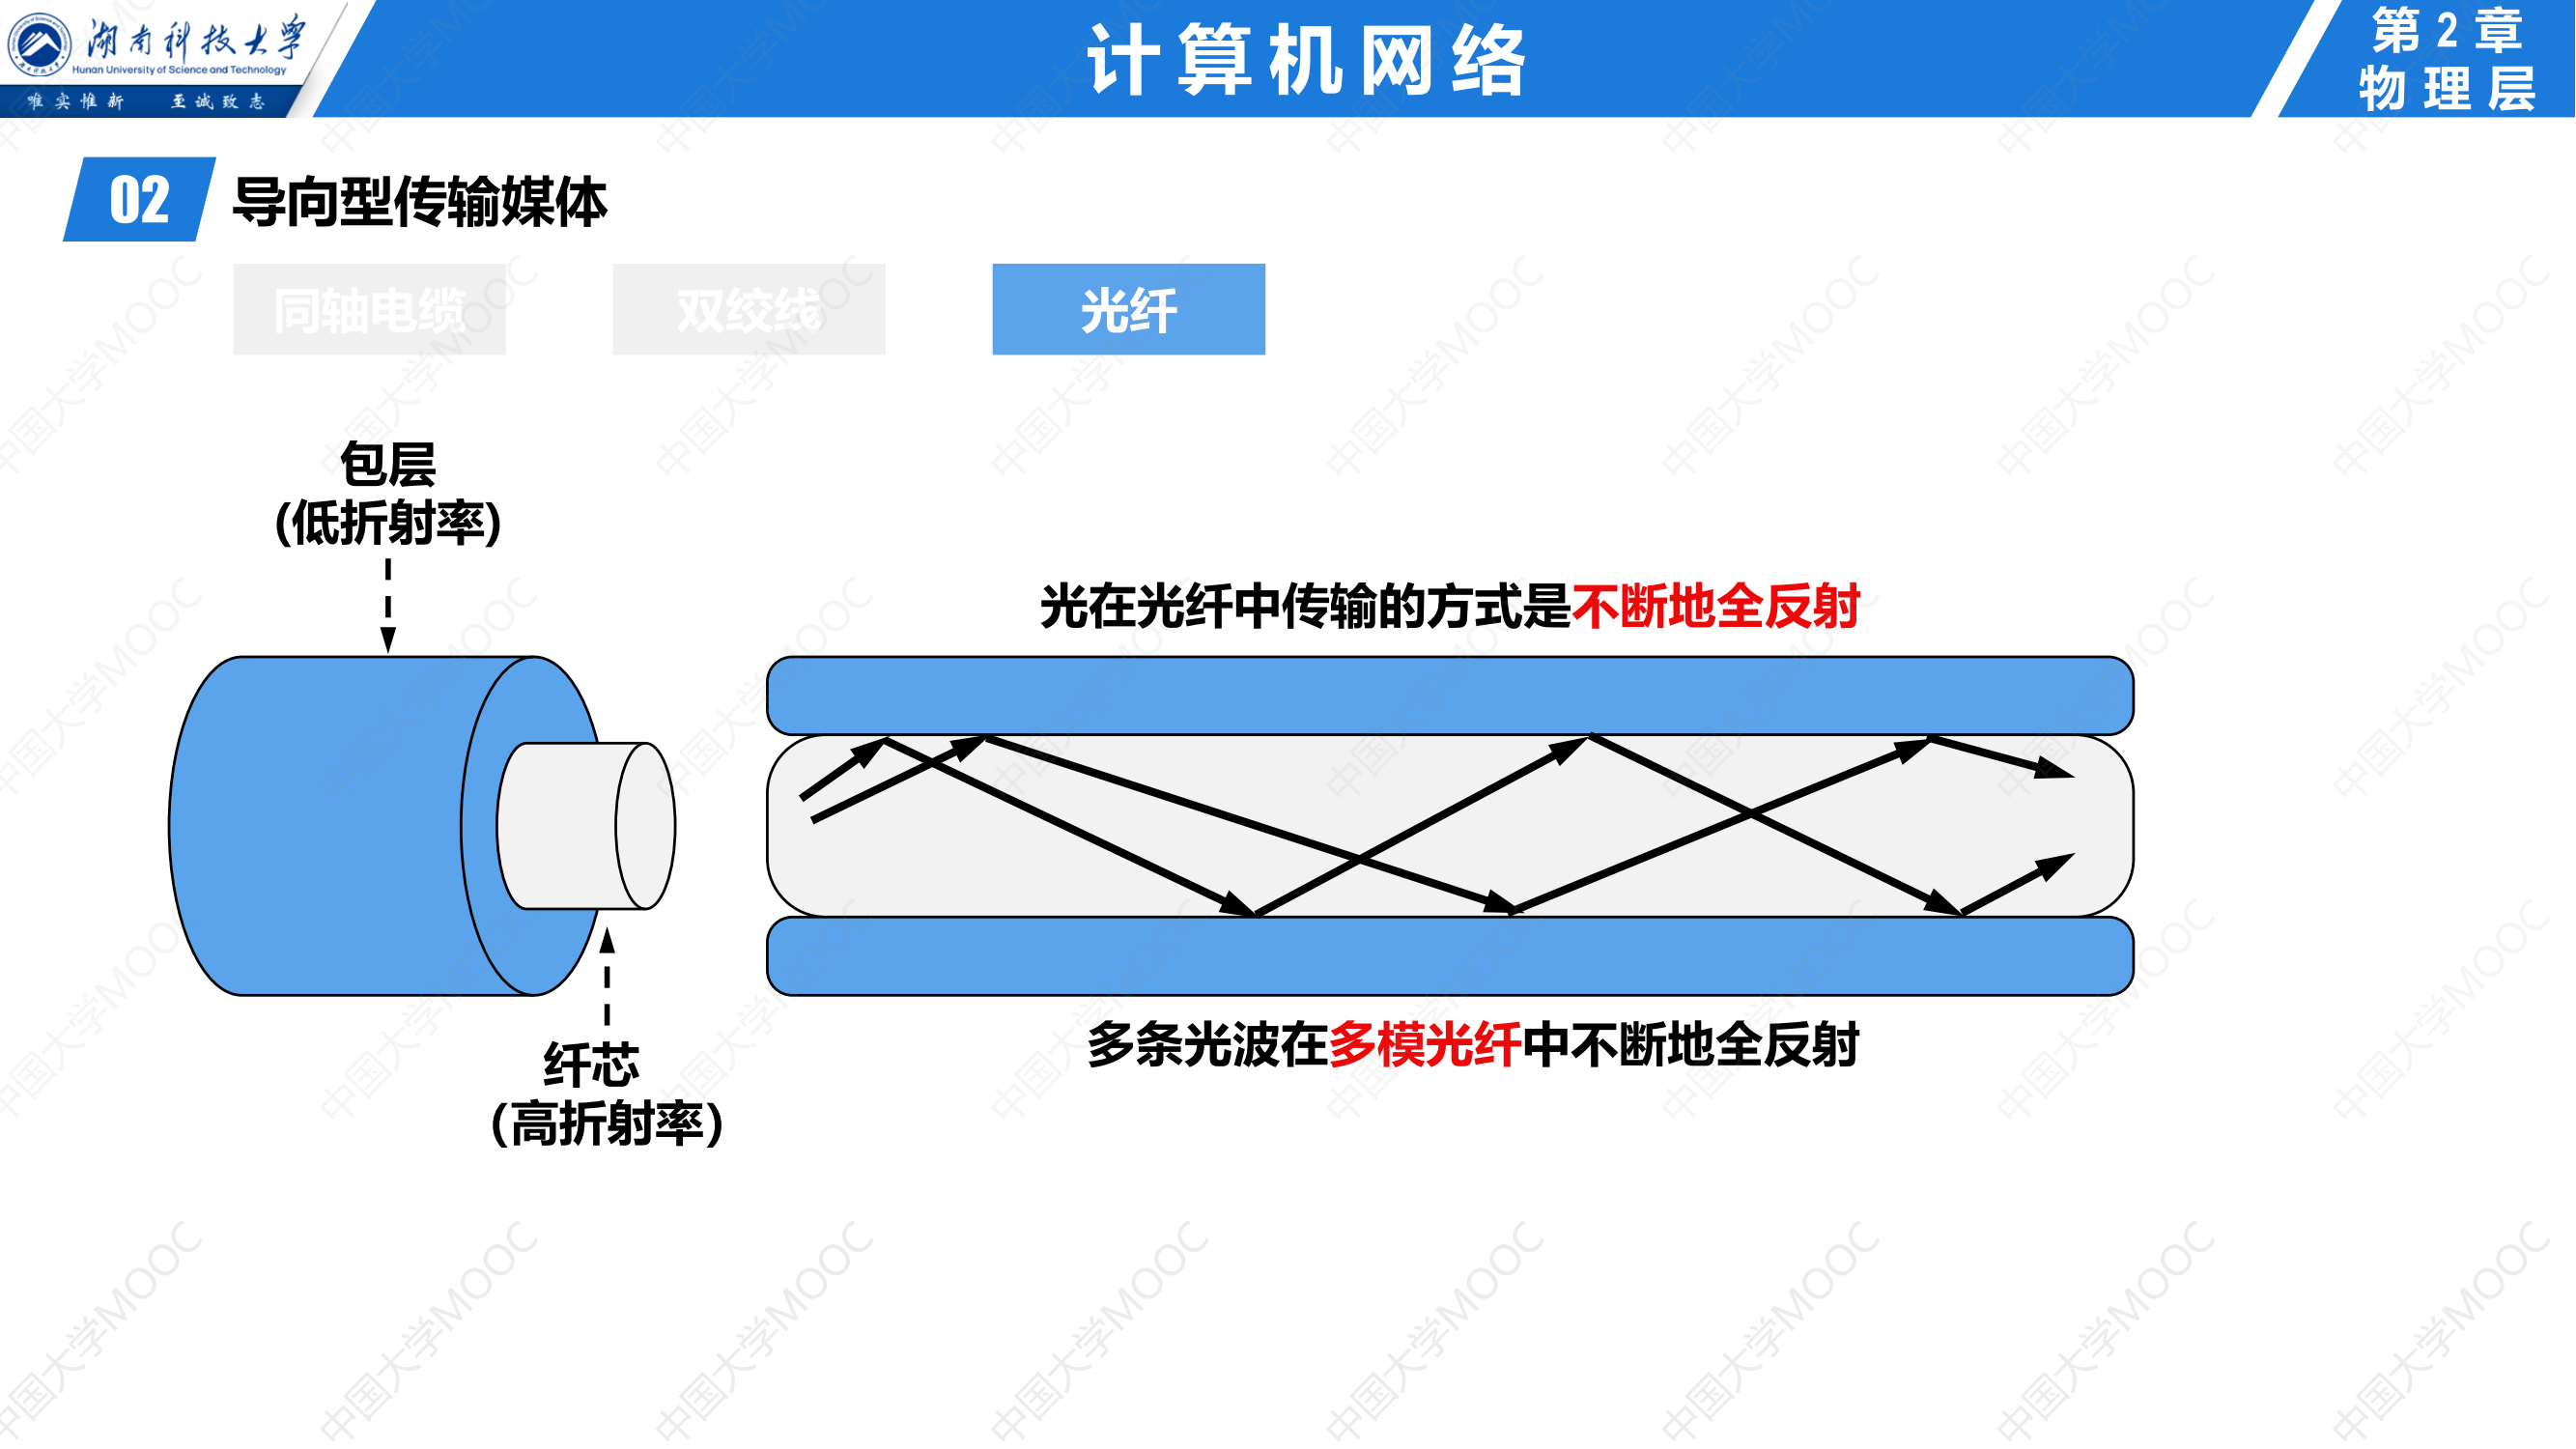 湖南科技大学
Hunan University of Science and Technology
唯实惟新 至诚致志
计算机网络
第2章
物理层
02 导向型传输媒体
同轴电缆 双绞线 光纤
包层
(低折射率)
光在光纤中传输的方式是不断地全反射
多条光波在多模光纤中不断地全反射
纤芯
(高折射率)
中国大学MOOC